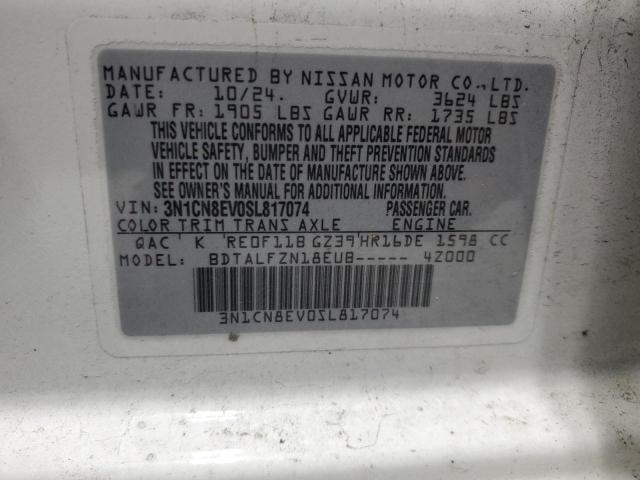 MANUFACTURED BY NISSAN MOTOR CO.,LTD.
DATE: 10/24. GVWR: 3624 LBS
GAWR FR: 1905 LBS GAWR RR: 1735 LBS
THIS VEHICLE CONFORMS TO ALL APPLICABLE FEDERAL MOTOR
VEHICLE SAFETY, BUMPER AND THEFT PREVENTION STANDARDS
IN EFFECT ON THE DATE OF MANUFACTURE SHOWN ABOVE.
SEE OWNER'S MANUAL FOR ADDITIONAL INFORMATION.
VIN: 3N1CN8EV0SL817074 PASSENGER CAR.
COLOR TRIM TRANS AXLE ENGINE
QAC K RE0F11B GZ39 HR16DE 1598 CC
MODEL: BDTALFZN18EUB----- 4Z000
3N1CN8EV0SL817074